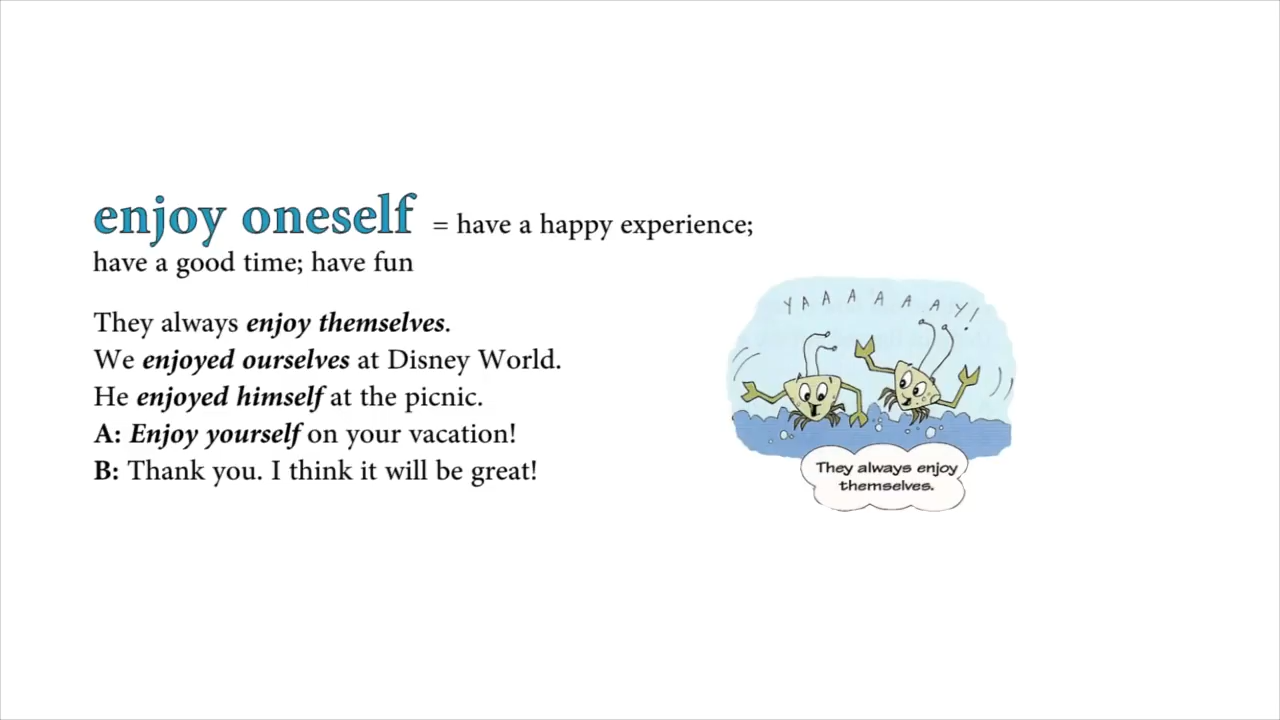 enjoy oneself = have a happy experience;
have a good time; have fun
They always enjoy themselves.
We enjoyed ourselves at Disney World.
He enjoyed himself at the picnic.
A: Enjoy yourself on your vacation!
B: Thank you. I think it will be great!
YAAAAAAY!
They always enjoy
themselves.